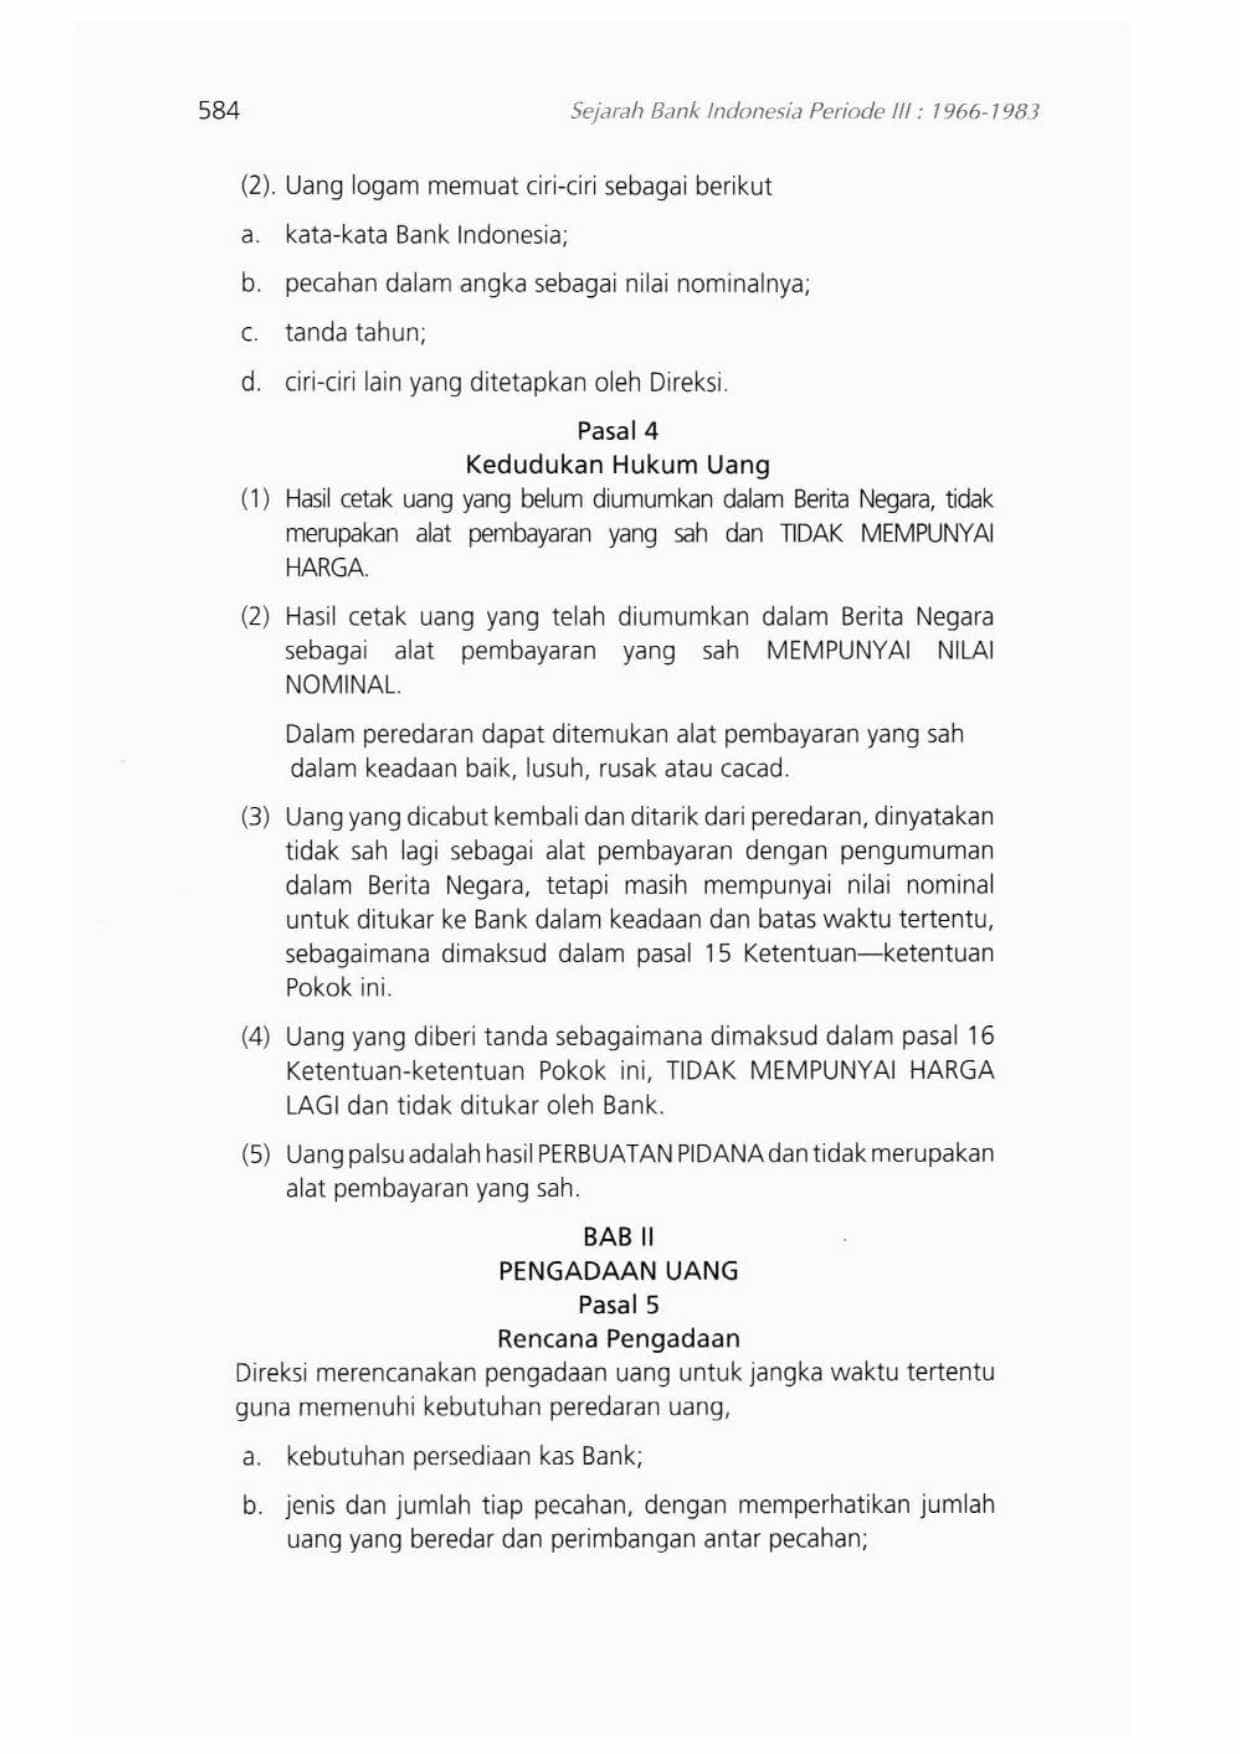 584 Sejarah Bank Indonesia Periode III : 1966-1983
(2). Uang logam memuat ciri-ciri sebagai berikut
a. kata-kata Bank Indonesia;
b. pecahan dalam angka sebagai nilai nominalnya;
c. tanda tahun;
d. ciri-ciri lain yang ditetapkan oleh Direksi.
Pasal 4
Kedudukan Hukum Uang
(1) Hasil cetak uang yang belum diumumkan dalam Berita Negara, tidak
merupakan alat pembayaran yang sah dan TIDAK MEMPUNYAI
HARGA.
(2) Hasil cetak uang yang telah diumumkan dalam Berita Negara
sebagai alat pembayaran yang sah MEMPUNYAI NILAI
NOMINAL.
Dalam peredaran dapat ditemukan alat pembayaran yang sah
dalam keadaan baik, lusuh, rusak atau cacad.
(3) Uang yang dicabut kembali dan ditarik dari peredaran, dinyatakan
tidak sah lagi sebagai alat pembayaran dengan pengumuman
dalam Berita Negara, tetapi masih mempunyai nilai nominal
untuk ditukar ke Bank dalam keadaan dan batas waktu tertentu,
sebagaimana dimaksud dalam pasal 15 Ketentuan—ketentuan
Pokok ini.
(4) Uang yang diberi tanda sebagaimana dimaksud dalam pasal 16
Ketentuan-ketentuan Pokok ini, TIDAK MEMPUNYAI HARGA
LAGI dan tidak ditukar oleh Bank.
(5) Uang palsu adalah hasil PERBUATAN PIDANA dan tidak merupakan
alat pembayaran yang sah.
BAB II
PENGADAAN UANG
Pasal 5
Rencana Pengadaan
Direksi merencanakan pengadaan uang untuk jangka waktu tertentu
guna memenuhi kebutuhan peredaran uang,
a. kebutuhan persediaan kas Bank;
b. jenis dan jumlah tiap pecahan, dengan memperhatikan jumlah
uang yang beredar dan perimbangan antar pecahan;